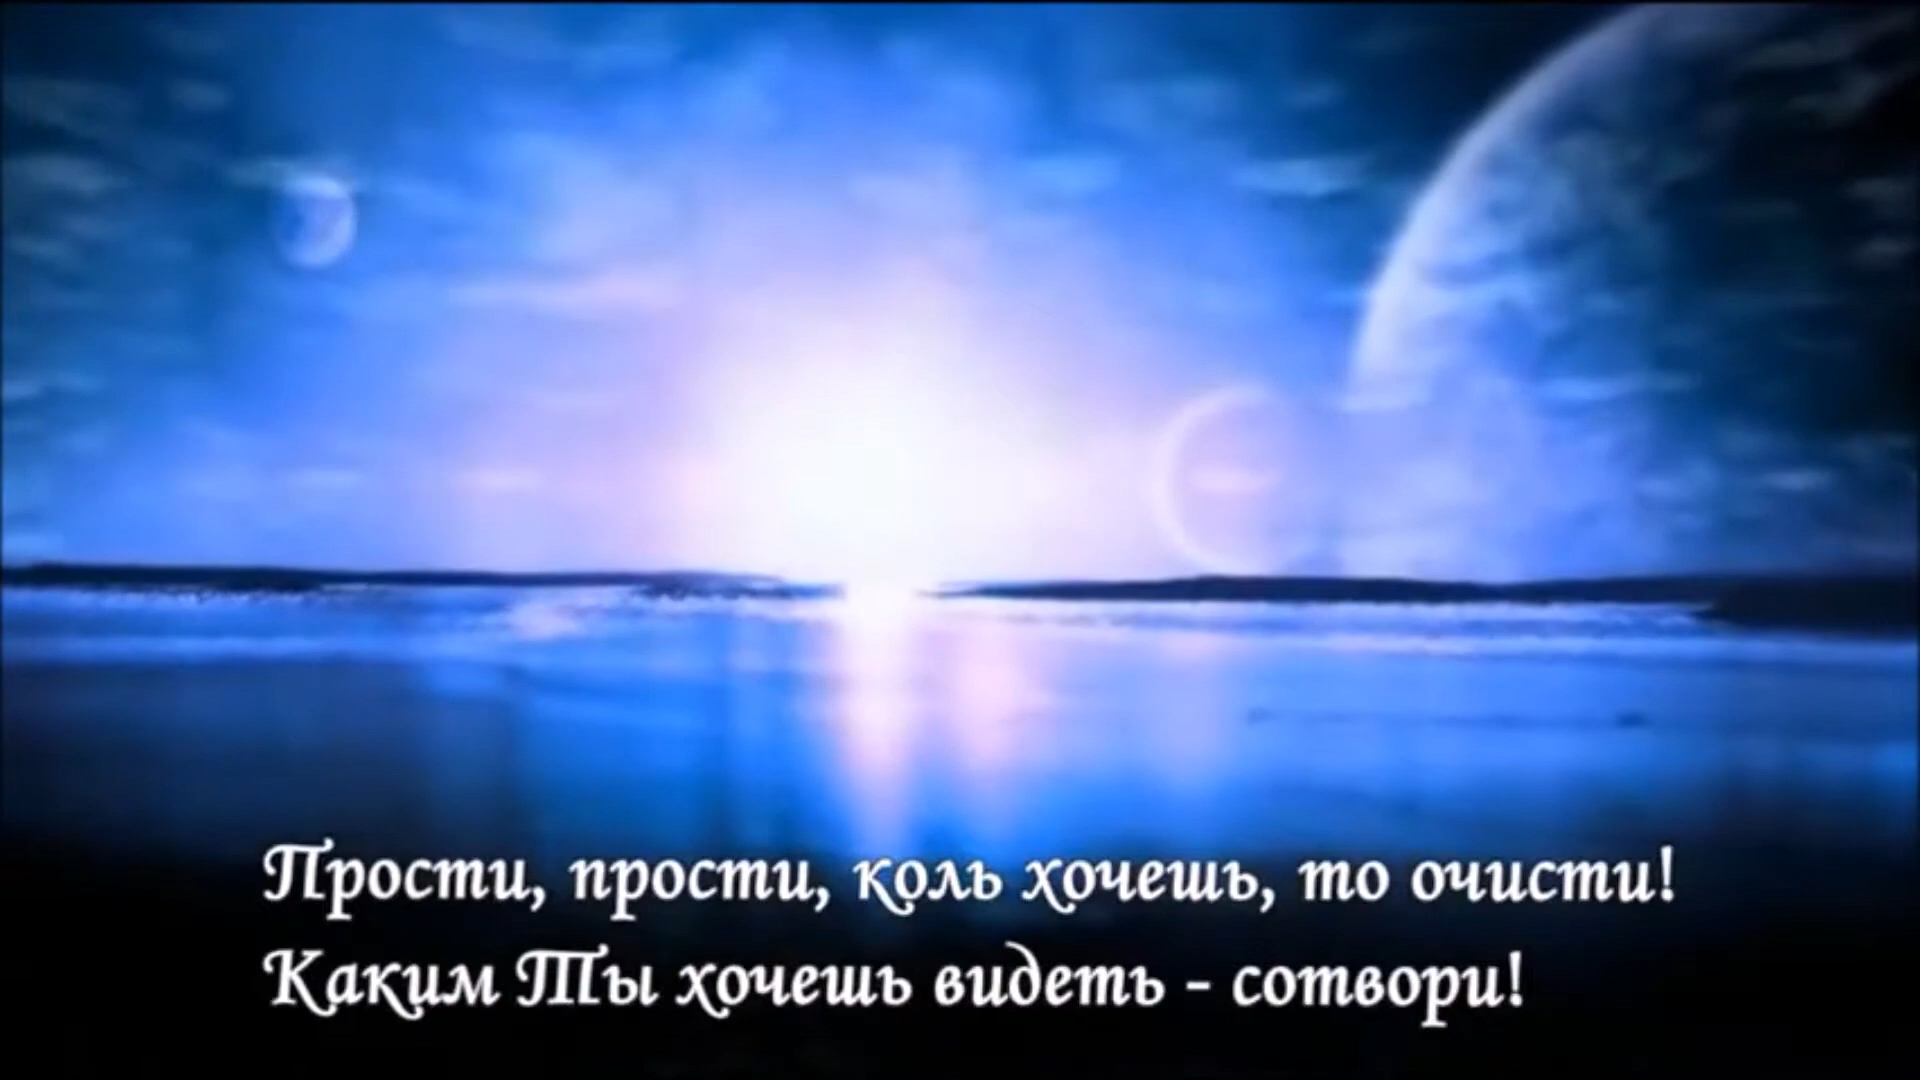 Прости, прости, коль хочешь, то очисти!
Каким Ты хочешь видеть - сотвори!